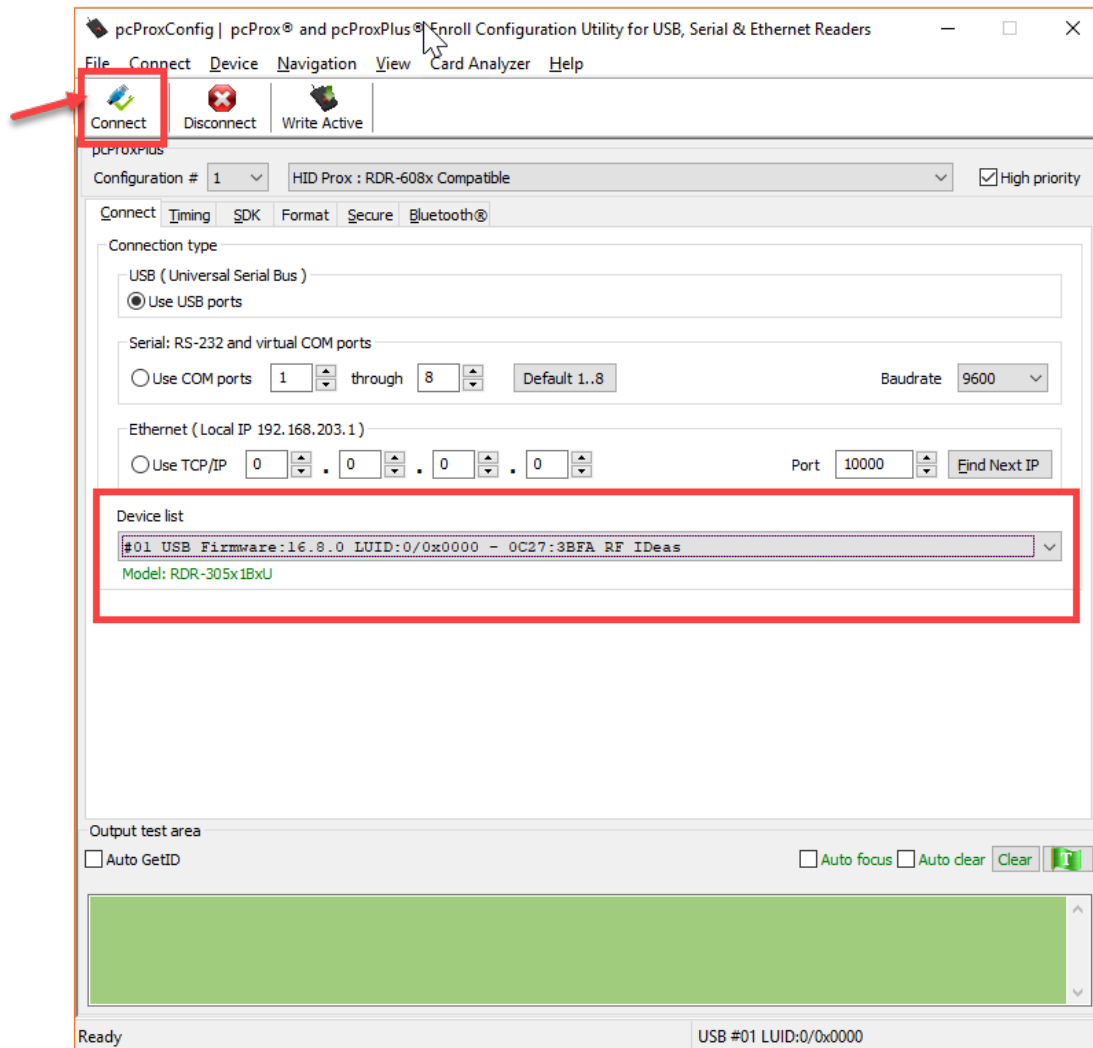 pcProxConfig | pcProx® and pcProxPlus® Enroll Configuration Utility for USB, Serial & Ethernet Readers
File Connect Device Navigation View Card Analyzer Help
Connect Disconnect Write Active
pcProxPlus
Configuration # 1 HID Prox : RDR-608x Compatible High priority
Connect Timing SDK Format Secure Bluetooth®
Connection type
USB ( Universal Serial Bus )
Use USB ports
Serial: RS-232 and virtual COM ports
Use COM ports 1 through 8 Default 1..8 Baudrate 9600
Ethernet ( Local IP 192.168.203.1 )
Use TCP/IP 0 . 0 . 0 . 0 Port 10000 Find Next IP
Device list
#01 USB Firmware:16.8.0 LUID:0/0x0000 - 0C27:3BFA RF IDeas
Model: RDR-305x1BxU
Output test area
Auto GetID Auto focus Auto clear Clear T
Ready USB #01 LUID:0/0x0000